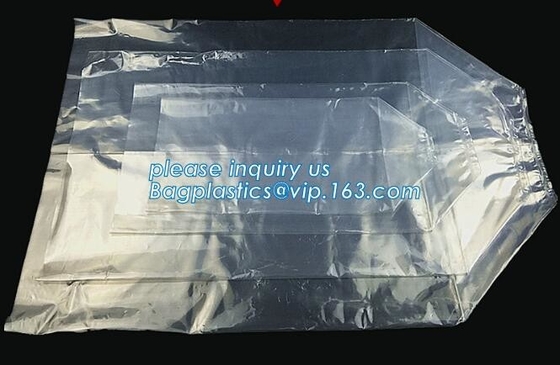 please inquiry us
Bagplastics@vip.163.com